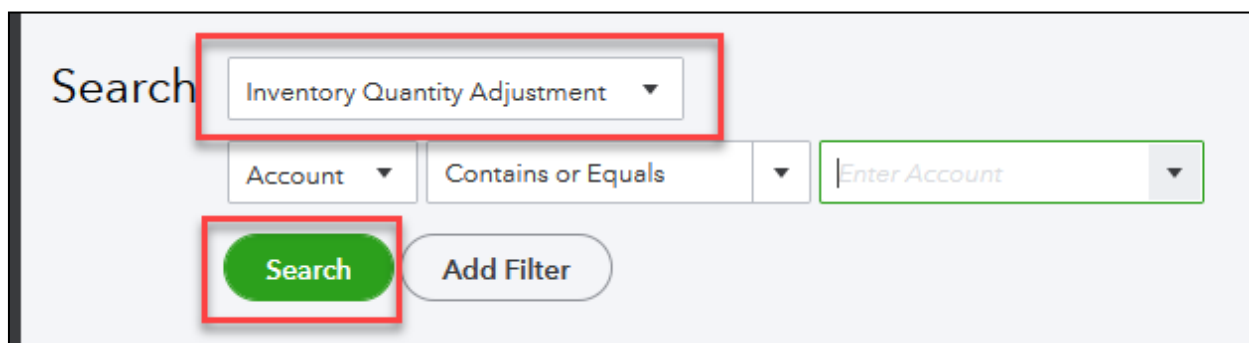 Search Inventory Quantity Adjustment
Account Contains or Equals Enter Account
Search Add Filter